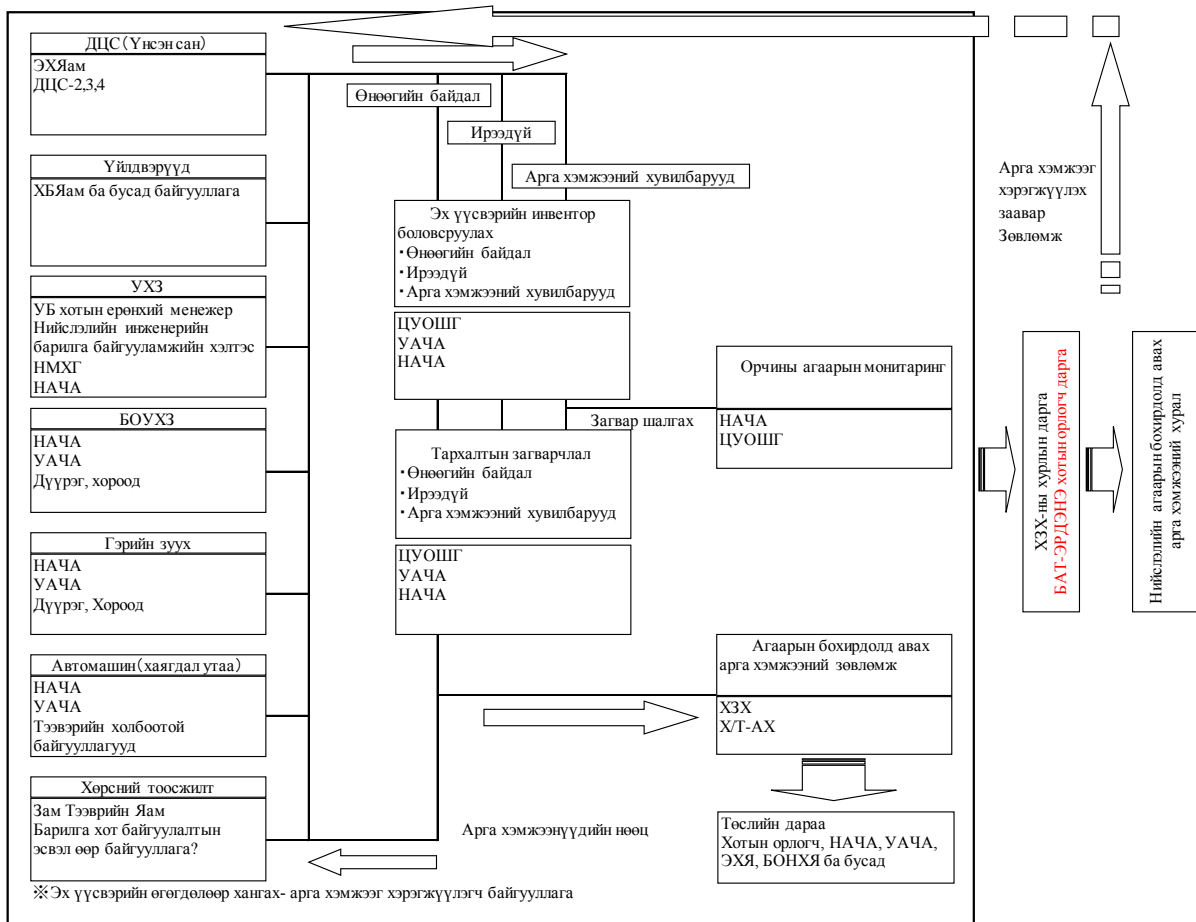 ДЦС(Үнсэн сан)
ЭХЯам
ДЦС-2,3,4
Үйлдвэрүүд
ХБЯам ба бусад байгууллага
УХЗ
УБ хотын ерөнхий менежер
Нийслэлийн инженерийн
барилга байгууламжийн хэлтэс
НМХГ
НАЧА
БОУХЗ
НАЧА
УАЧА
Дүүрэг, хороод
Гэрийн зуух
НАЧА
УАЧА
Дүүрэг, Хороод
Автомашин(хаягдал утаа)
НАЧА
УАЧА
Тээвэрийн холбоотой
байгууллагууд
Хөрсний тоосжилт
Зам Тээврийн Яам
Барилга хот байгуулалтын
эсвэл өөр байгууллага?
※Эх үүсвэрийн өгөгдөлөөр хангах- арга хэмжээг хэрэгжүүлэгч байгууллага
Өнөөгийн байдал
Ирээдүй
Арга хэмжээний хувилбарууд
Эх үүсвэрийн инвентор
боловсруулах
・Өнөөгийн байдал
・Ирээдүй
・Арга хэмжээний хувилбарууд
ЦУОШГ
УАЧА
НАЧА
Загвар шалгах
Тархалтын загварчлал
・Өнөөгийн байдал
・Ирээдүй
・Арга хэмжээний хувилбарууд
ЦУОШГ
УАЧА
НАЧА
Арга хэмжээнүүдийн нөөц
Орчины агаарын мониторинг
НАЧА
ЦУОШГ
Агаарын бохирдолд авах
арга хэмжээний зөвлөмж
ХЗХ
Х/Т-АХ
Төслийн дараа
Хотын орлогч, НАЧА, УАЧА,
ЭХЯ, БОНХЯ ба бусад
Арга хэмжээг
хэрэгжүүлэх
заавар
Зөвлөмж
ХЗХ-ны хурлын дарга
БАТ-ЭРДЭНЭ хотын орлогч дарга
Нийслэлийн агаарын бохирдолд авах
арга хэмжээний хурал